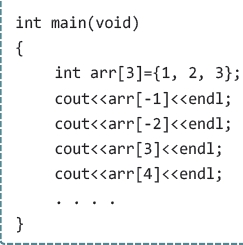 int main(void)
{
    int arr[3]={1, 2, 3};
    cout<<arr[-1]<<endl;
    cout<<arr[-2]<<endl;
    cout<<arr[3]<<endl;
    cout<<arr[4]<<endl;
    . . . .
}